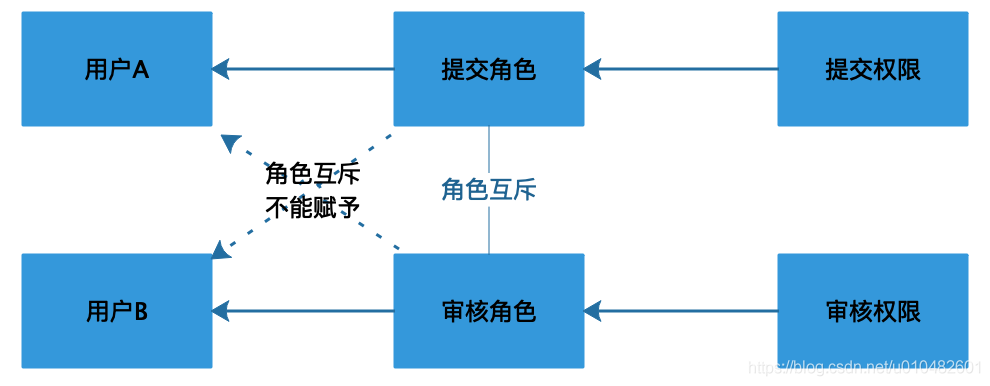 用户A
提交角色
提交权限
角色互斥
不能赋予
角色互斥
用户B
审核角色
审核权限
https://blog.csdn.net/u010482601